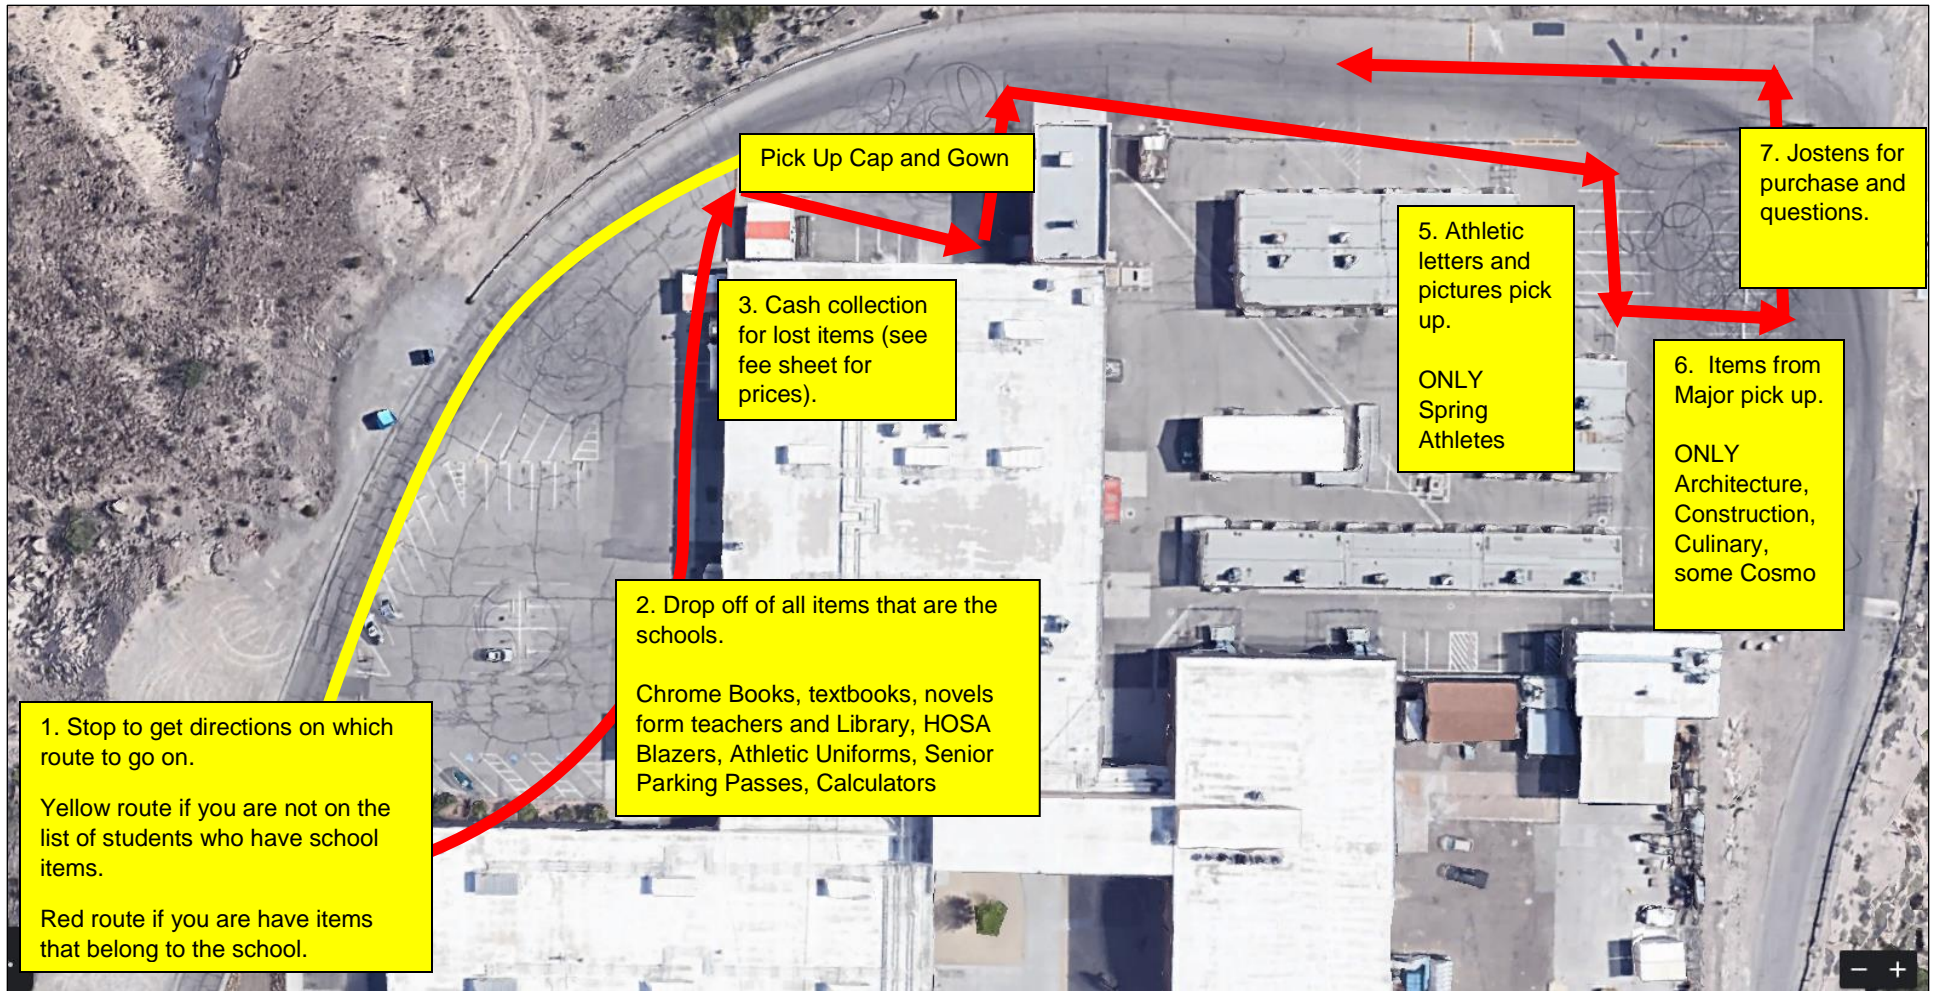 Pick Up Cap and Gown
7. Jostens for
purchase and
questions.
5. Athletic
letters and
pictures pick
up.
ONLY
Spring
Athletes
3. Cash collection
for lost items (see
fee sheet for
prices).
6. Items from
Major pick up.
ONLY
Architecture,
Construction,
Culinary,
some Cosmo
2. Drop off of all items that are the
schools.
Chrome Books, textbooks, novels
form teachers and Library, HOSA
Blazers, Athletic Uniforms, Senior
Parking Passes, Calculators
1. Stop to get directions on which
route to go on.
Yellow route if you are not on the
list of students who have school
items.
Red route if you are have items
that belong to the school.
− +